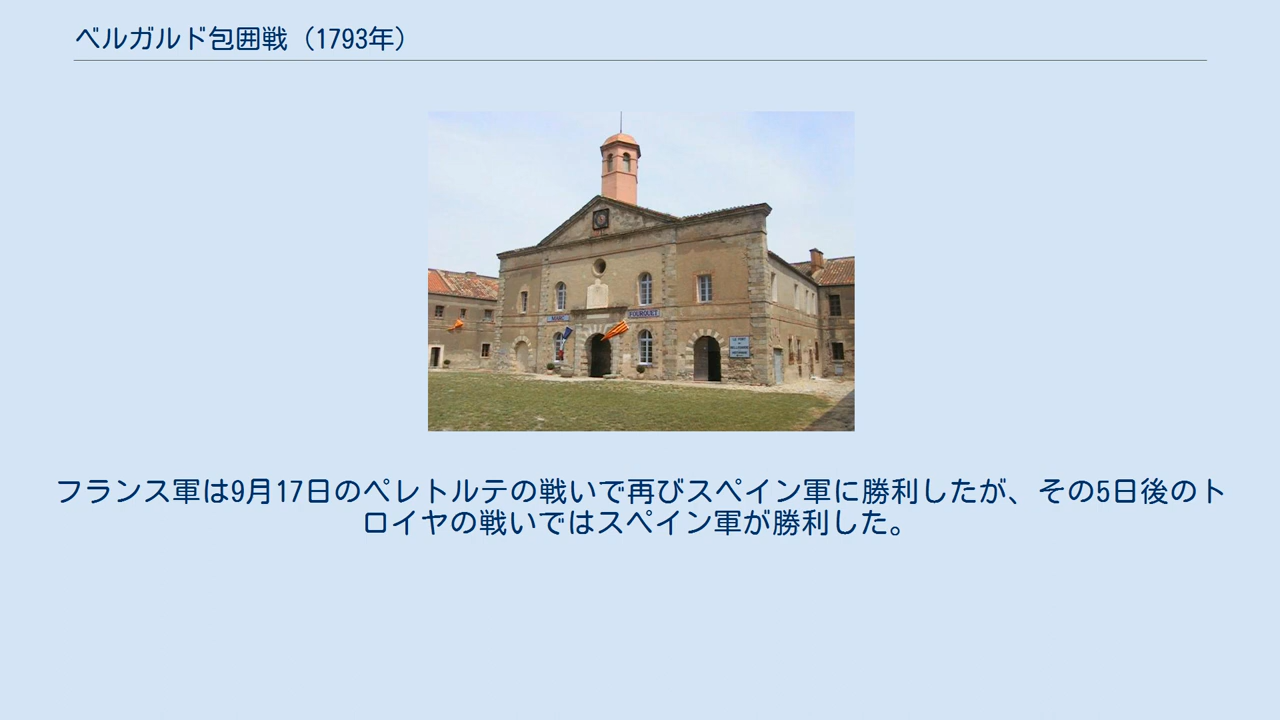 ベルガルド包囲戦（1793年）
MARC
FOURQUET
フランス軍は9月17日のペレトルテの戦いで再びスペイン軍に勝利したが、その5日後のト
ロイヤの戦いではスペイン軍が勝利した。